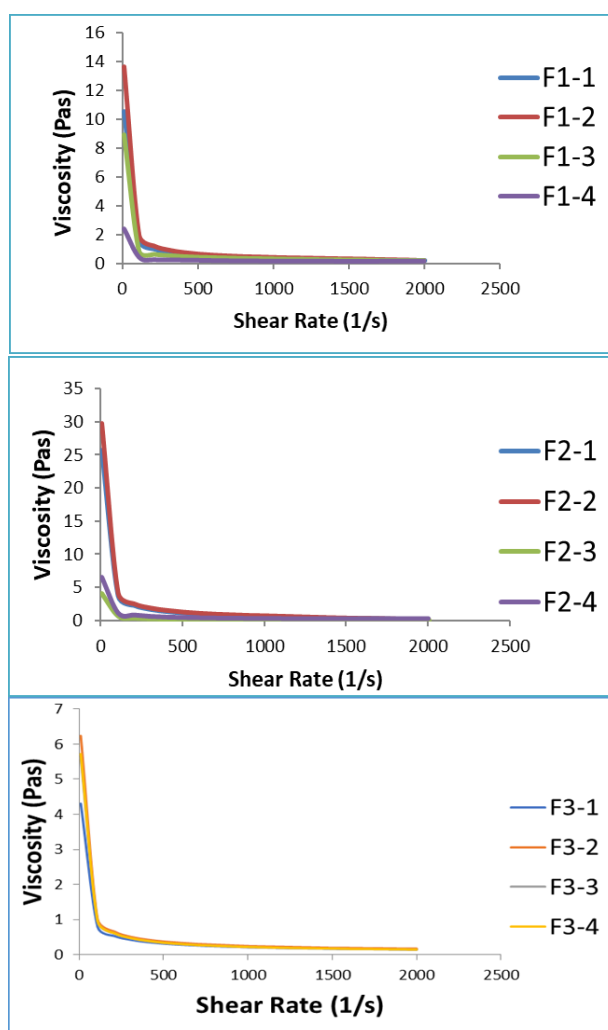 16
14
12
10
8
6
4
2
0
Viscosity (Pas)
0 500 1000 1500 2000 2500
Shear Rate (1/s)
F1-1
F1-2
F1-3
F1-4
35
30
25
20
15
10
5
0
Viscosity (Pas)
0 500 1000 1500 2000 2500
Shear Rate (1/s)
F2-1
F2-2
F2-3
F2-4
7
6
5
4
3
2
1
0
Viscosity (Pas)
0 500 1000 1500 2000 2500
Shear Rate (1/s)
F3-1
F3-2
F3-3
F3-4